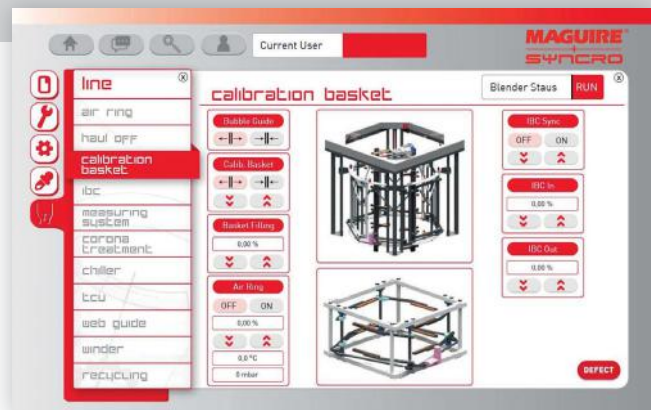 Current User
MAGUIRE®
+
SYNCRO
line
air ring
haul off
calibration
basket
ibc
measuring
system
corona
treatment
chiller
tcu
web guide
winder
recycling
calibration basket
Blender Staus RUN
Bubble Guide
Calib. Basket
Basket Filling
0,00 %
Air Ring
OFF ON
0,00 %
0,0 °C
0 mbar
IBC Sync
OFF ON
IBC In
0,00 %
IBC Out
0,00 %
DEFECT